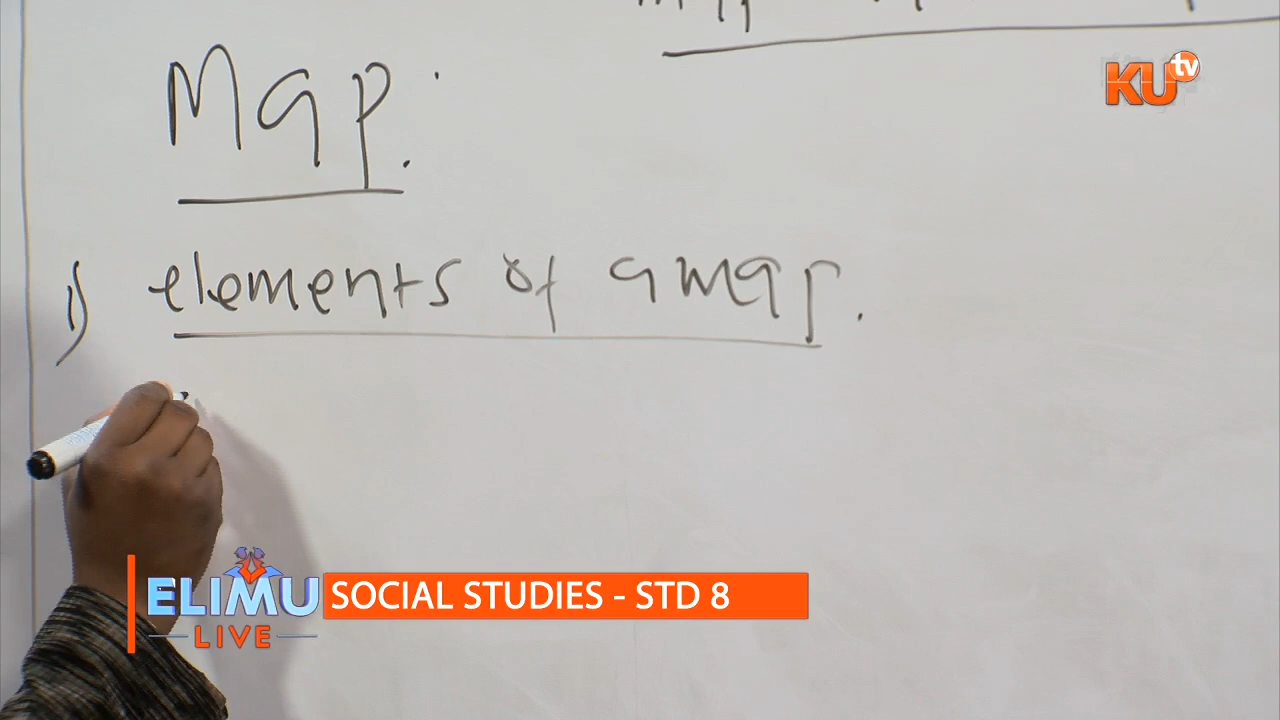 Map.
KU tv
1) elements of a map.
ELIMU
LIVE
SOCIAL STUDIES - STD 8